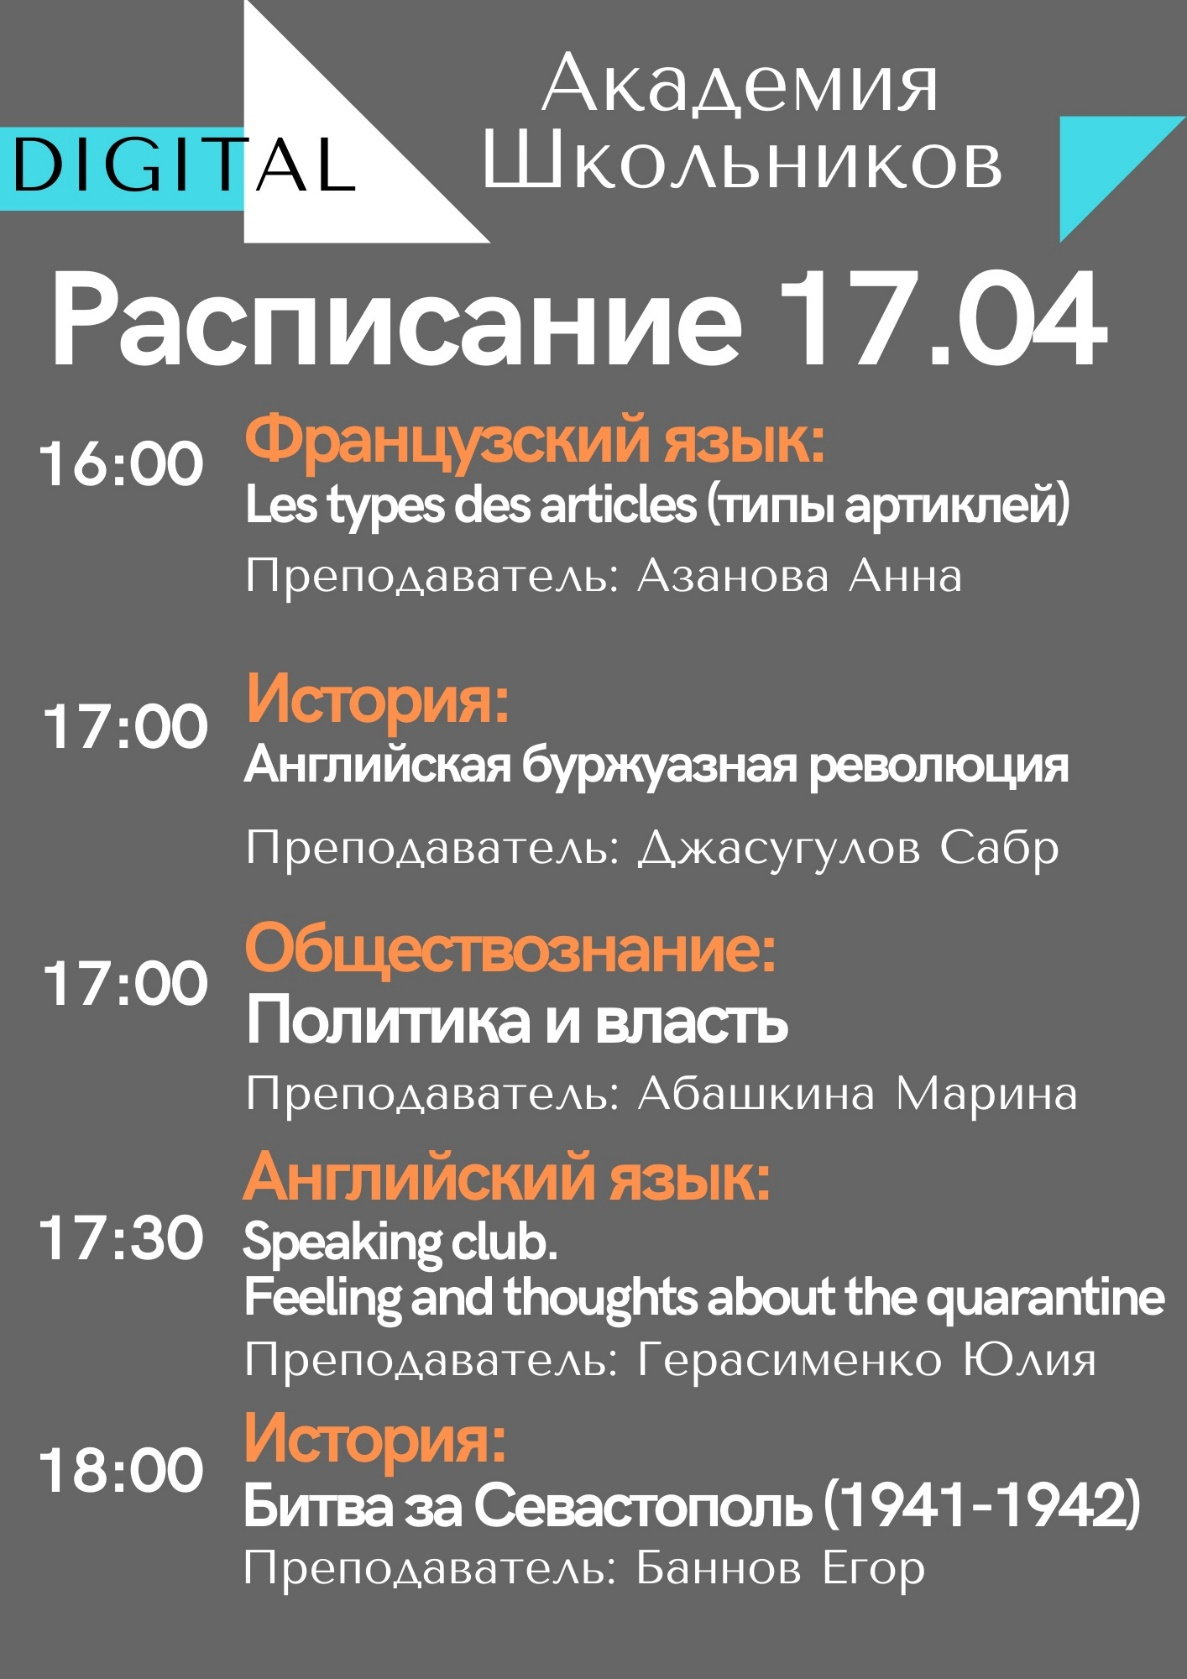 DIGITAL
Академия
Школьников
Расписание 17.04
16:00
Французский язык:
Les types des articles (типы артиклей)
Преподаватель: Азанова Анна
17:00
История:
Английская буржуазная революция
Преподаватель: Джасугулов Сабр
17:00
Обществознание:
Политика и власть
Преподаватель: Абашкина Марина
17:30
Английский язык:
Speaking club.
Feeling and thoughts about the quarantine
Преподаватель: Герасименко Юлия
18:00
История:
Битва за Севастополь (1941-1942)
Преподаватель: Баннов Егор